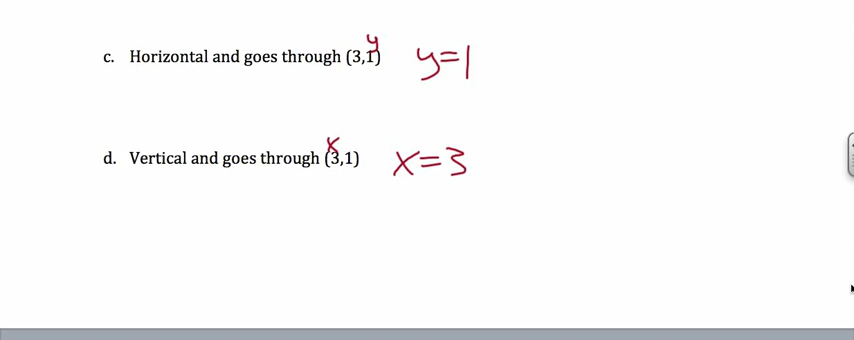 y
c. Horizontal and goes through (3,1) y=1
x
d. Vertical and goes through (3,1) x=3